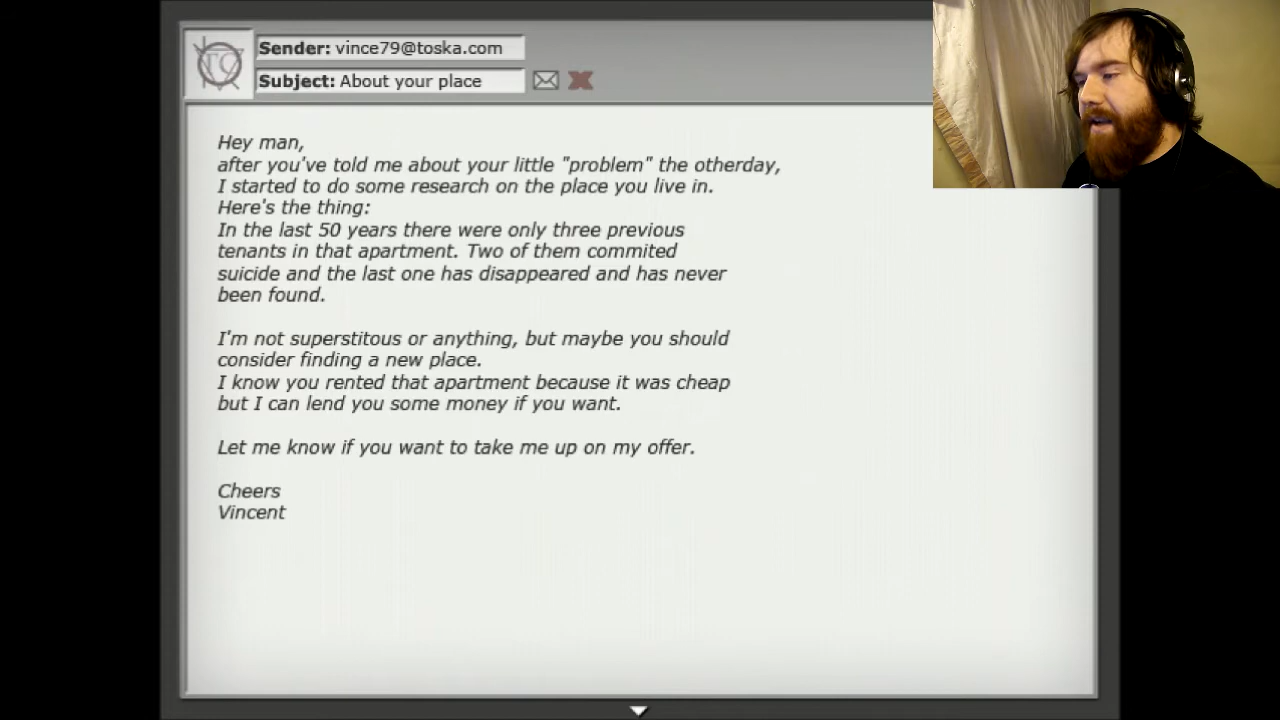 Sender: vince79@toska.com
Subject: About your place
Hey man,
after you've told me about your little "problem" the otherday,
I started to do some research on the place you live in.
Here's the thing:
In the last 50 years there were only three previous
tenants in that apartment. Two of them commited
suicide and the last one has disappeared and has never
been found.
I'm not superstitous or anything, but maybe you should
consider finding a new place.
I know you rented that apartment because it was cheap
but I can lend you some money if you want.
Let me know if you want to take me up on my offer.
Cheers
Vincent